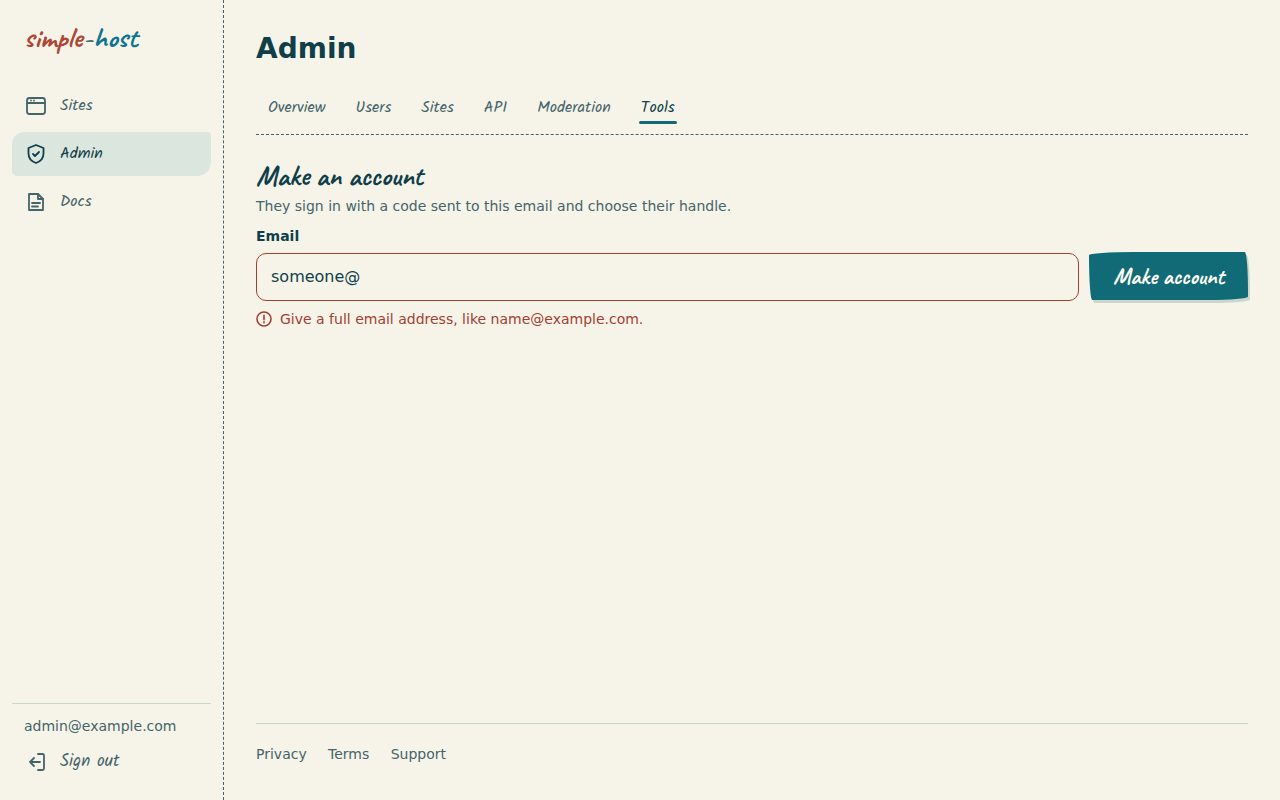 simple-host
Sites
Admin
Docs
admin@example.com
Sign out
Admin
Overview Users Sites API Moderation Tools
Make an account
They sign in with a code sent to this email and choose their handle.
Email
someone@
Make account
Give a full email address, like name@example.com.
Privacy Terms Support